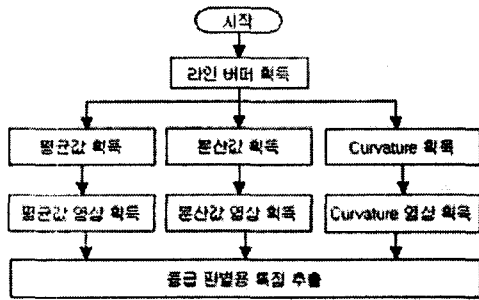 시작
라인 버퍼 획득
평균값 획득
분산값 획득
Curvature 획득
평균값 영상 획득
분산값 영상 획득
Curvature 영상 획득
등급 판별용 특징 추출